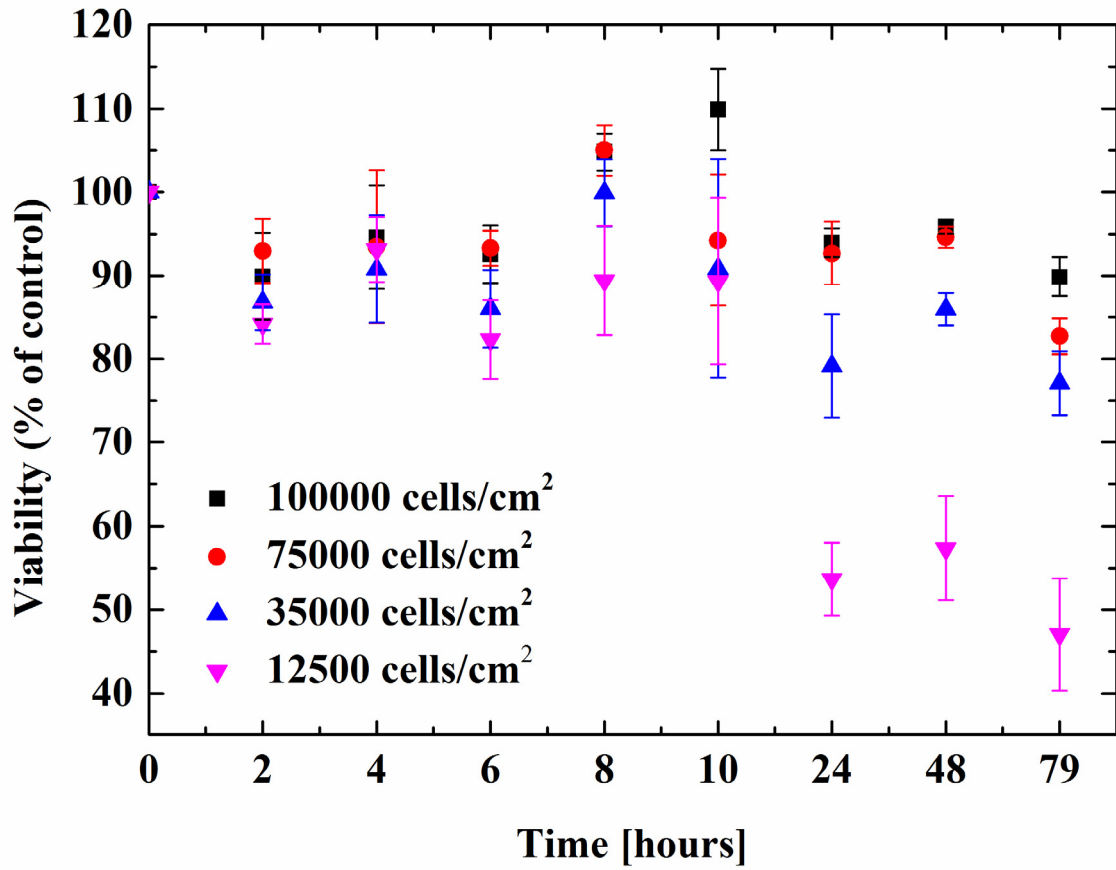 120
110
100
90
80
70
60
50
40
Viability (% of control)
100000 cells/cm²
75000 cells/cm²
35000 cells/cm²
12500 cells/cm²
0 2 4 6 8 10 24 48 79
Time [hours]